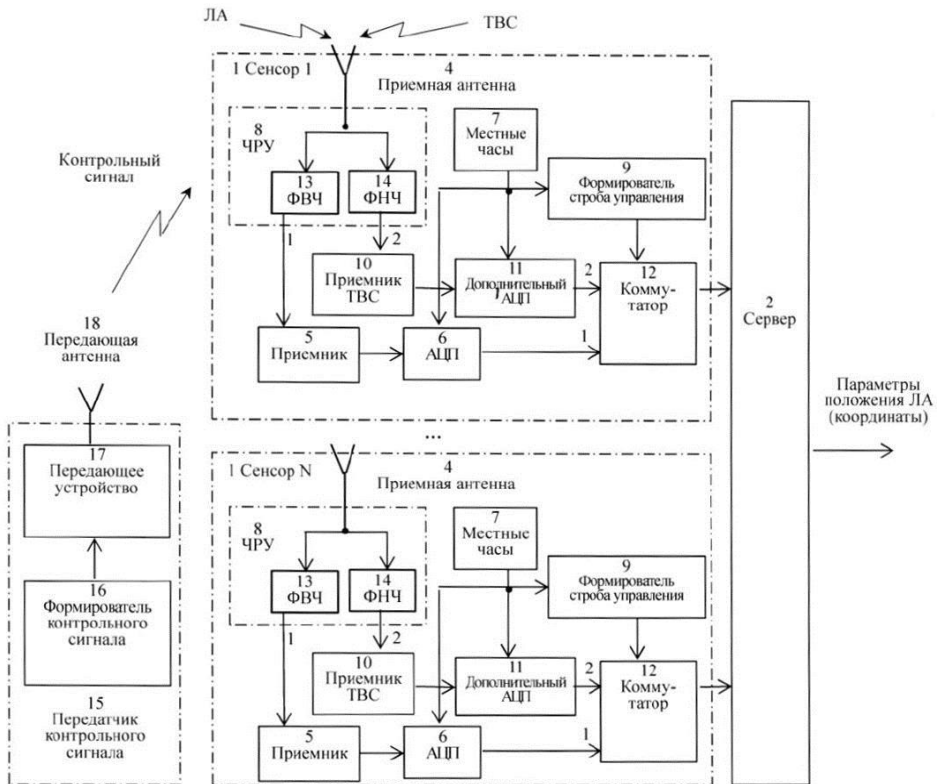 ЛА
ТВС
1 Сенсор 1
4
Приемная антенна
8
ЧРУ
7
Местные
часы
9
Формирователь
строба управления
13
ФВЧ
14
ФНЧ
1
2
10
Приемник
ТВС
11
Дополнительный
АЦП
2
12
Комму-
татор
5
Приемник
6
АЦП
1
2
Сервер
Контрольный
сигнал
18
Передающая
антенна
Параметры
положения ЛА
(координаты)
...
17
Передающее
устройство
16
Формирователь
контрольного
сигнала
15
Передатчик
контрольного
сигнала
1 Сенсор N
4
Приемная антенна
8
ЧРУ
7
Местные
часы
9
Формирователь
строба управления
13
ФВЧ
14
ФНЧ
1
2
10
Приемник
ТВС
11
Дополнительный
АЦП
2
12
Комму-
татор
5
Приемник
6
АЦП
1